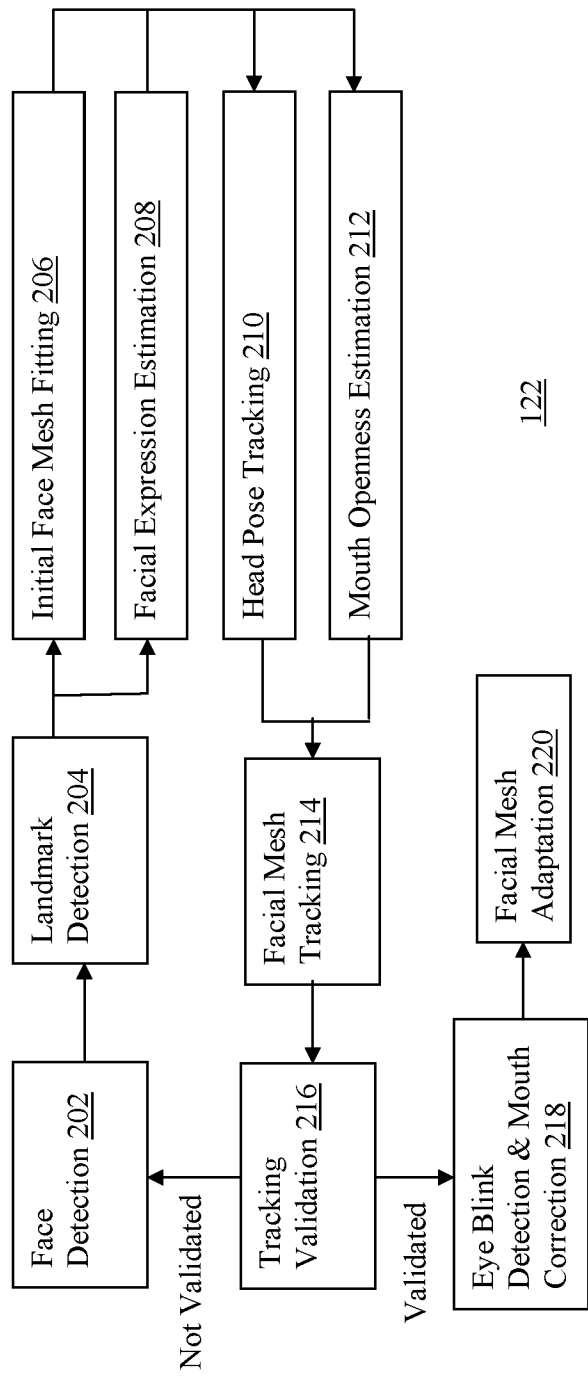 Face
Detection 202
Landmark
Detection 204
Initial Face Mesh Fitting 206
Facial Expression Estimation 208
Head Pose Tracking 210
Mouth Openness Estimation 212
Facial Mesh
Tracking 214
Tracking
Validation 216
Not Validated
Validated
Eye Blink
Detection & Mouth
Correction 218
Facial Mesh
Adaptation 220
122